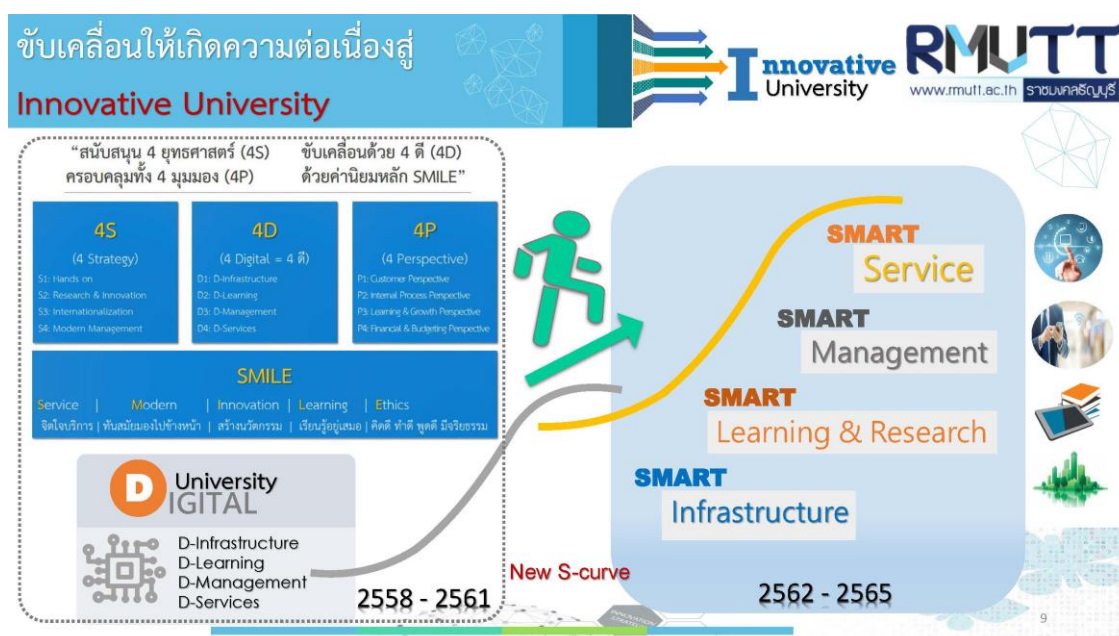 ขับเคลื่อนให้เกิดความต่อเนื่องสู่
Innovative University
Innovative
University
RMUTT
www.rmutt.ac.th ราชมงคลธัญบุรี
“สนับสนุน 4 ยุทธศาสตร์ (4S) ขับเคลื่อนด้วย 4 ดี (4D)
ครอบคลุมทั้ง 4 มุมมอง (4P) ด้วยค่านิยมหลัก SMILE”
4S
(4 Strategy)
S1: Hands on
S2: Research & Innovation
S3: Internationalization
S4: Modern Management
4D
(4 Digital = 4 ดี)
D1: D-Infrastructure
D2: D-Learning
D3: D-Management
D4: D-Services
4P
(4 Perspective)
P1: Customer Perspective
P2: Internal Process Perspective
P3: Learning & Growth Perspective
P4: Financial & Budgeting Perspective
SMILE
Service | Modern | Innovation | Learning | Ethics
จิตใจบริการ | ทันสมัยมองไปข้างหน้า | สร้างนวัตกรรม | เรียนรู้อยู่เสมอ | คิดดี ทำดี พูดดี มีจริยธรรม
D University
IGITAL
D-Infrastructure
D-Learning
D-Management
D-Services
2558 - 2561
New S-curve
SMART
Service
SMART
Management
SMART
Learning & Research
SMART
Infrastructure
2562 - 2565
INNOVATION
STRATEGY
9